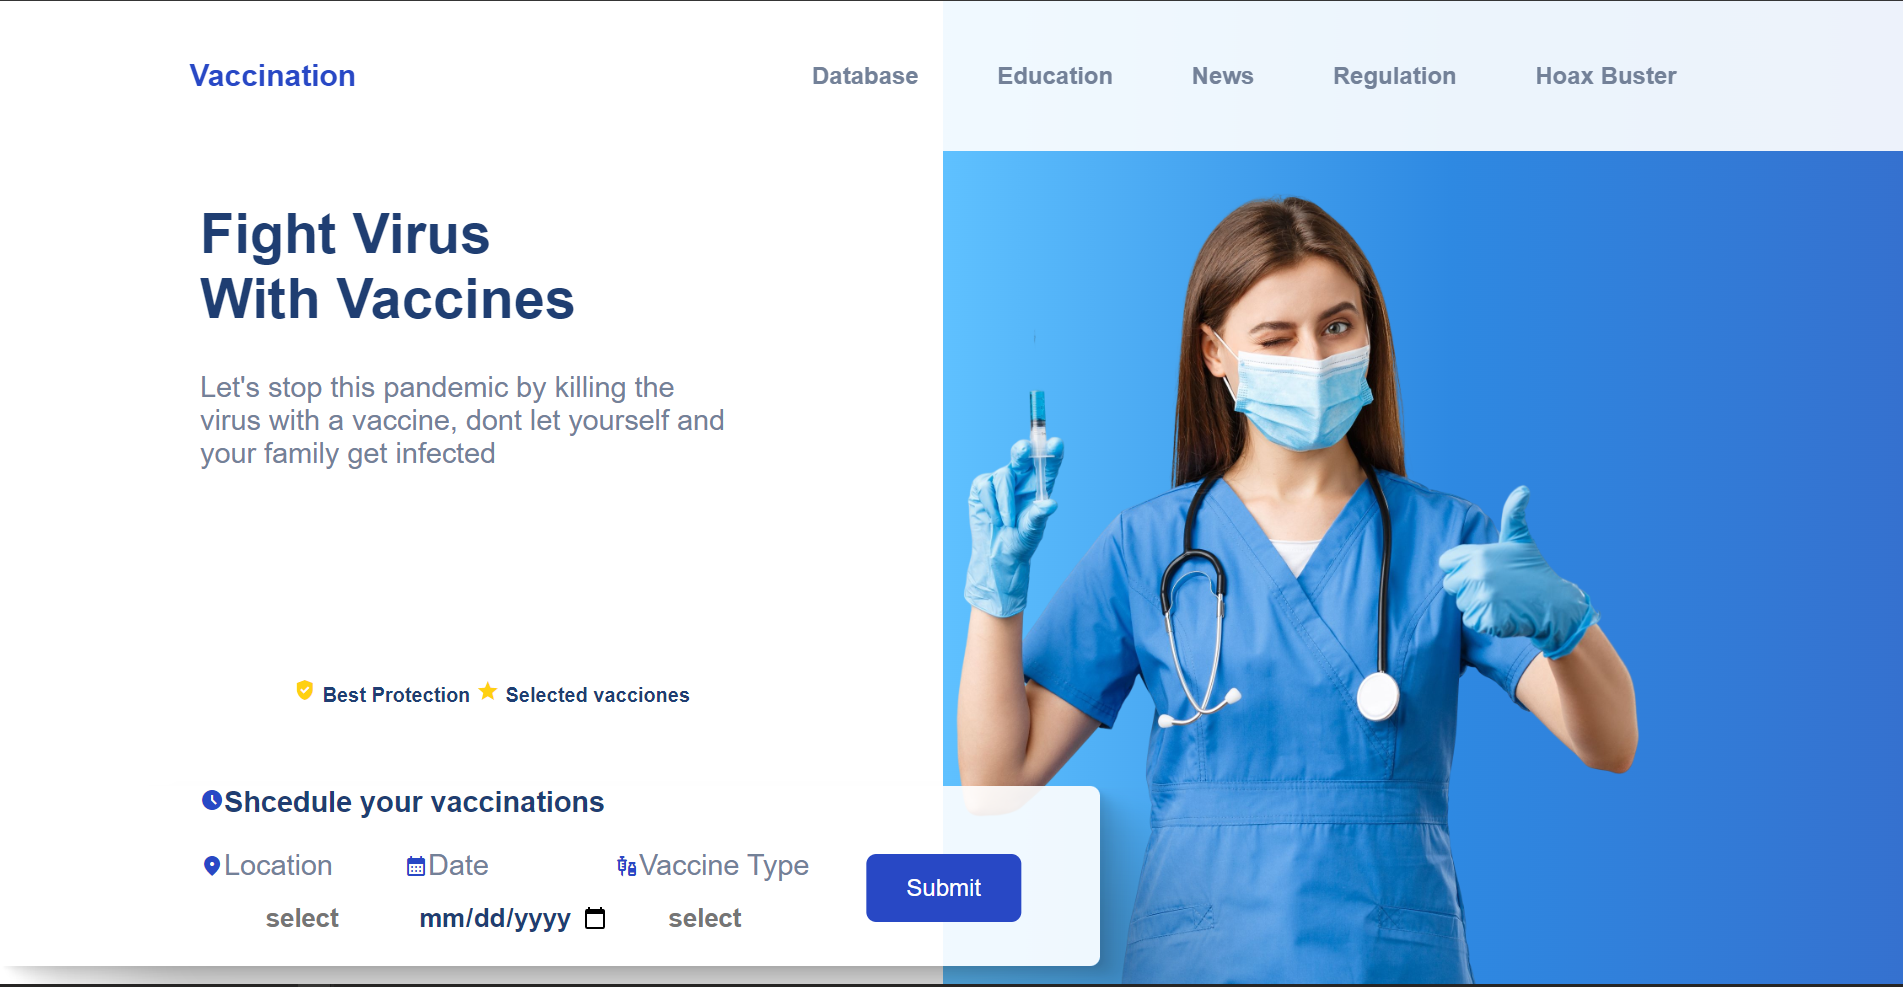 Vaccination
Database Education News Regulation Hoax Buster
Fight Virus
With Vaccines
Let's stop this pandemic by killing the
virus with a vaccine, dont let yourself and
your family get infected
Best Protection Selected vacciones
Shcedule your vaccinations
Location Date Vaccine Type
select mm/dd/yyyy select
Submit